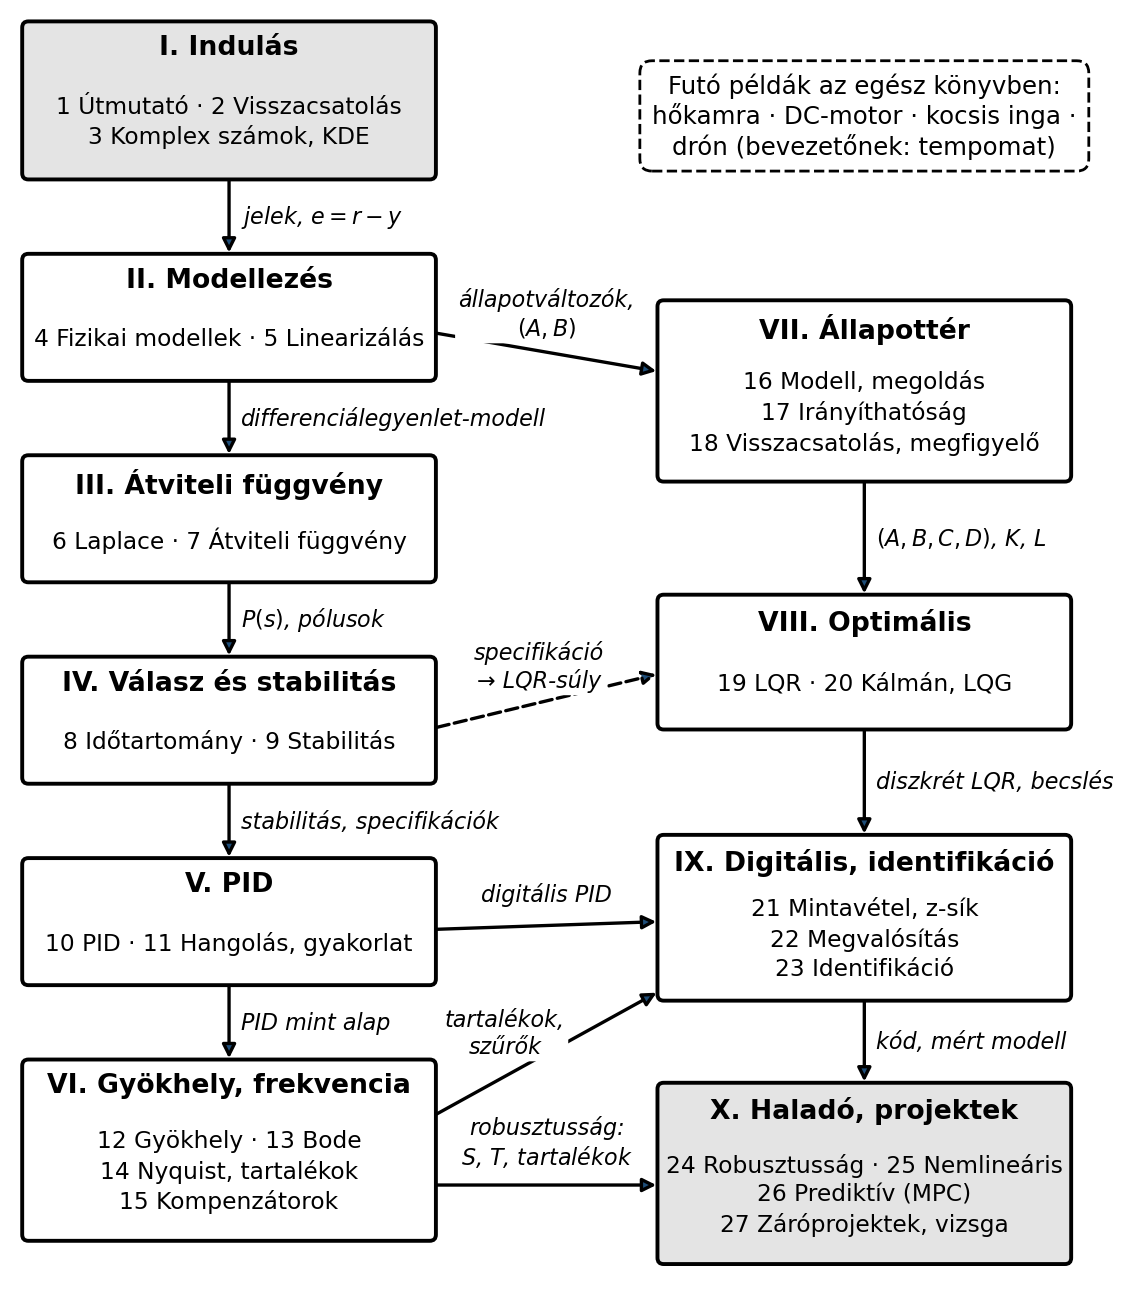 I. Indulás
1 Útmutató · 2 Visszacsatolás
3 Komplex számok, KDE
Futó példák az egész könyvben:
hőkamra · DC-motor · kocsis inga ·
drón (bevezetőnek: tempomat)
jelek, e = r − y
II. Modellezés
4 Fizikai modellek · 5 Linearizálás
állapotváltozók,
(A, B)
differenciálegyenlet-modell
III. Átviteli függvény
6 Laplace · 7 Átviteli függvény
P(s), pólusok
IV. Válasz és stabilitás
8 Időtartomány · 9 Stabilitás
specifikáció
→ LQR-súly
stabilitás, specifikációk
V. PID
10 PID · 11 Hangolás, gyakorlat
digitális PID
PID mint alap
tartalékok,
szűrők
VI. Gyökhely, frekvencia
12 Gyökhely · 13 Bode
14 Nyquist, tartalékok
15 Kompenzátorok
robusztusság:
S, T, tartalékok
VII. Állapottér
16 Modell, megoldás
17 Irányíthatóság
18 Visszacsatolás, megfigyelő
(A, B, C, D), K, L
VIII. Optimális
19 LQR · 20 Kálmán, LQG
diszkrét LQR, becslés
IX. Digitális, identifikáció
21 Mintavétel, z-sík
22 Megvalósítás
23 Identifikáció
kód, mért modell
X. Haladó, projektek
24 Robusztusság · 25 Nemlineáris
26 Prediktív (MPC)
27 Záróprojektek, vizsga